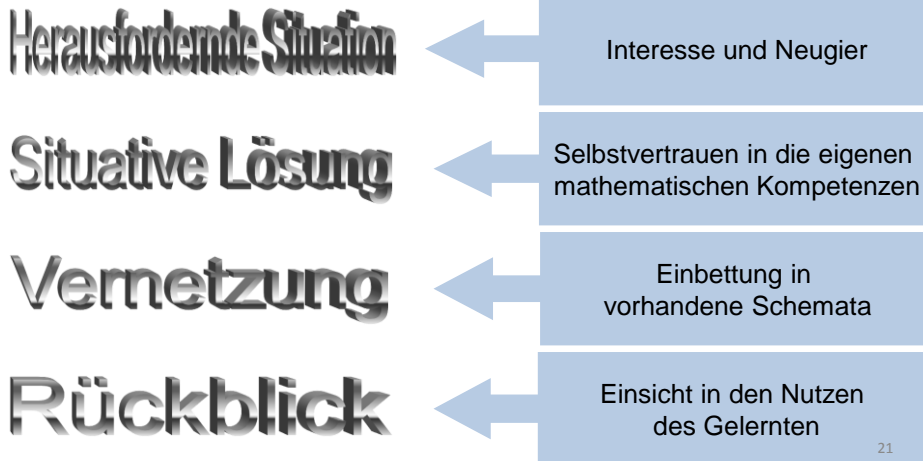 Herausfordernde Situation
Interesse und Neugier
Situative Lösung
Selbstvertrauen in die eigenen
mathematischen Kompetenzen
Vernetzung
Einbettung in
vorhandene Schemata
Rückblick
Einsicht in den Nutzen
des Gelernten
21